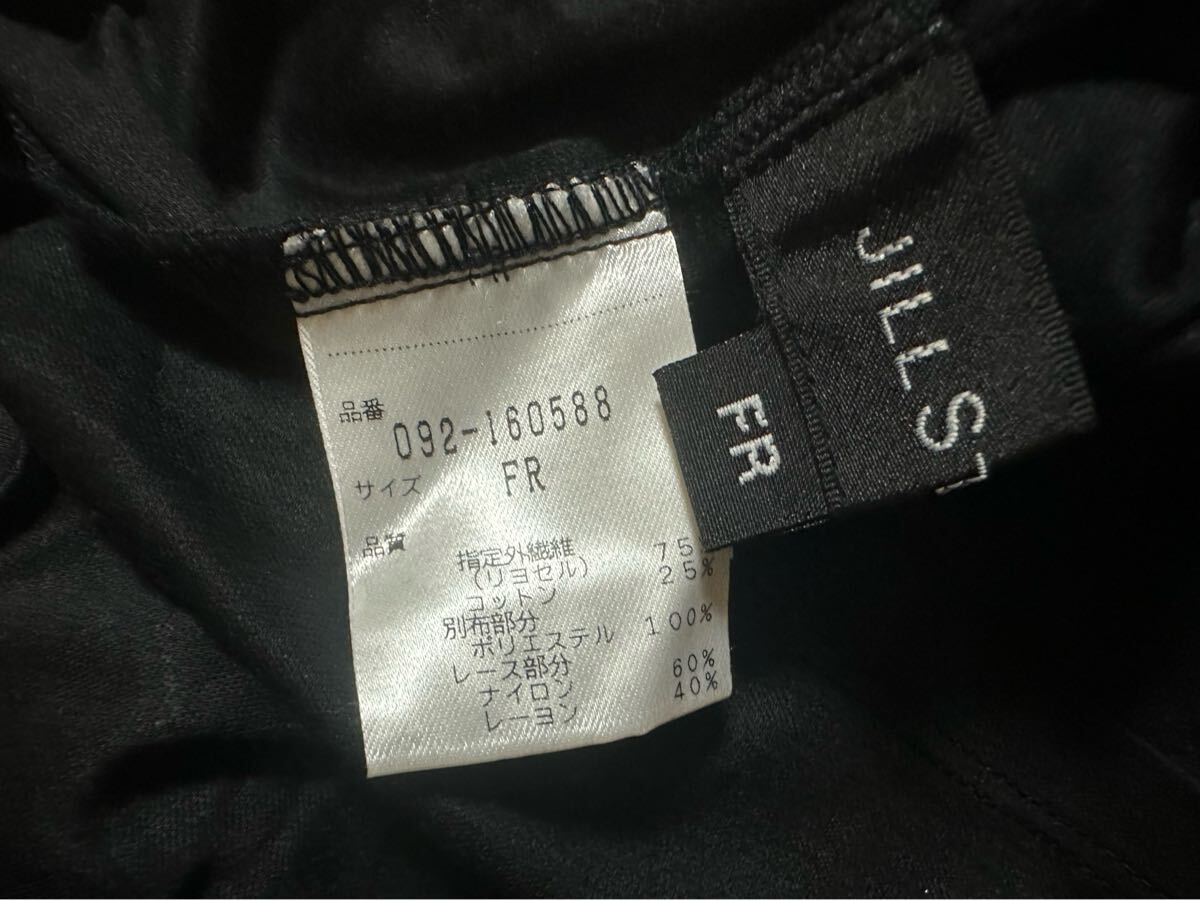 品番 092-160588
サイズ FR
品質
指定外繊維 75
(リヨセル)
コットン 25%
別布部分
ポリエステル 100%
レース部分
ナイロン 60%
レーヨン 40%
FR
JILL ST